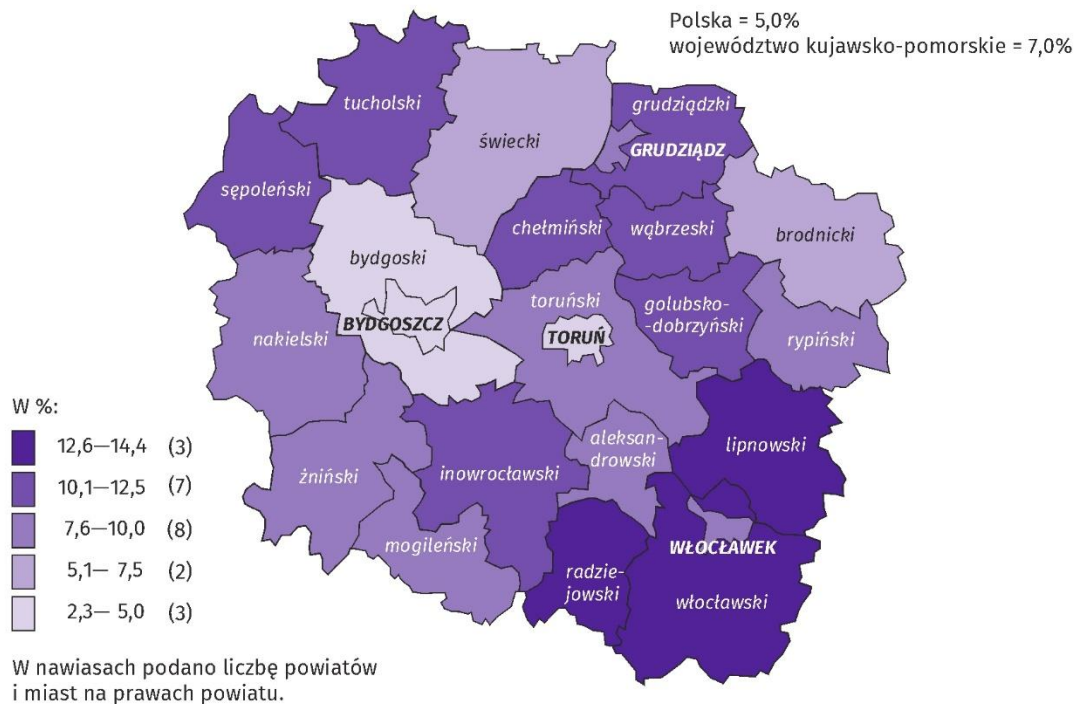 Polska = 5,0%
województwo kujawsko-pomorskie = 7,0%
tucholski
grudziądzki
świecki
GRUDZIĄDZ
sępoleński
chełmiński
wąbrzeski
brodnicki
bydgoski
toruński
golubsko-
-dobrzyński
BYDGOSZCZ
TORUŃ
nakielski
rypiński
W %:
12,6—14,4 (3)
10,1—12,5 (7)
7,6—10,0 (8)
5,1— 7,5 (2)
2,3— 5,0 (3)
aleksan-
drowski
lipnowski
żniński
inowrocławski
mogileński
WŁOCŁAWEK
radzie-
jowski
włocławski
W nawiasach podano liczbę powiatów
i miast na prawach powiatu.